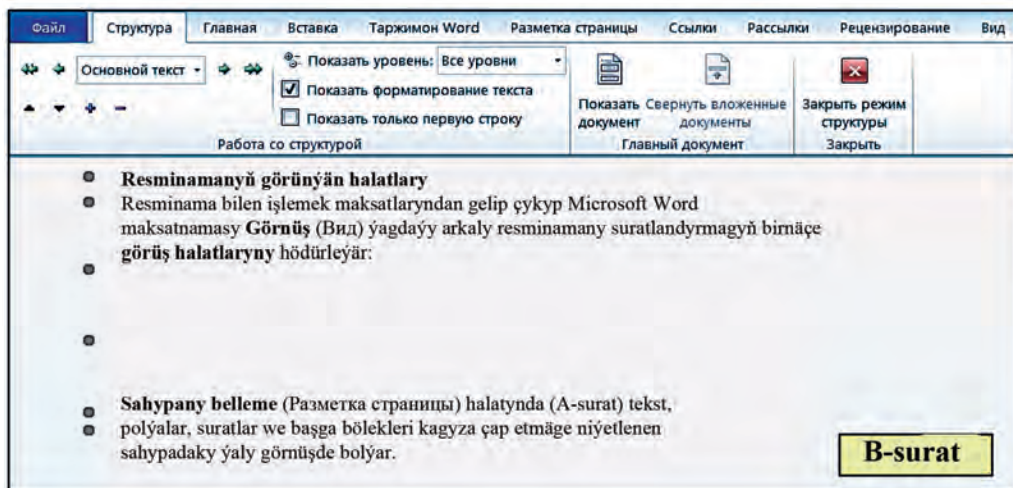 Файл Структура Главная Вставка Таржимон Word Разметка страницы Ссылки Рассылки Рецензирование Вид
Основной текст
Показать уровень: Все уровни
Показать форматирование текста
Показать только первую строку
Работа со структурой
Показать документ
Свернуть вложенные документы
Главный документ
Закрыть режим структуры
Закрыть
Resminamanyň görünýän halatlary
Resminama bilen işlemek maksatlaryndan gelip çykyp Microsoft Word
maksatnamasy Görnüş (Вид) ýagdaýy arkaly resminamany suratlandyrmagyň birnäçe
görüş halatlaryny hödürleýär:
Sahypany belleme (Разметка страницы) halatynda (A-surat) tekst,
polýalar, suratlar we başga bölekleri kagyza çap etmäge niýetlenen
sahypadaky ýaly görnüşde bolýar.
B-surat